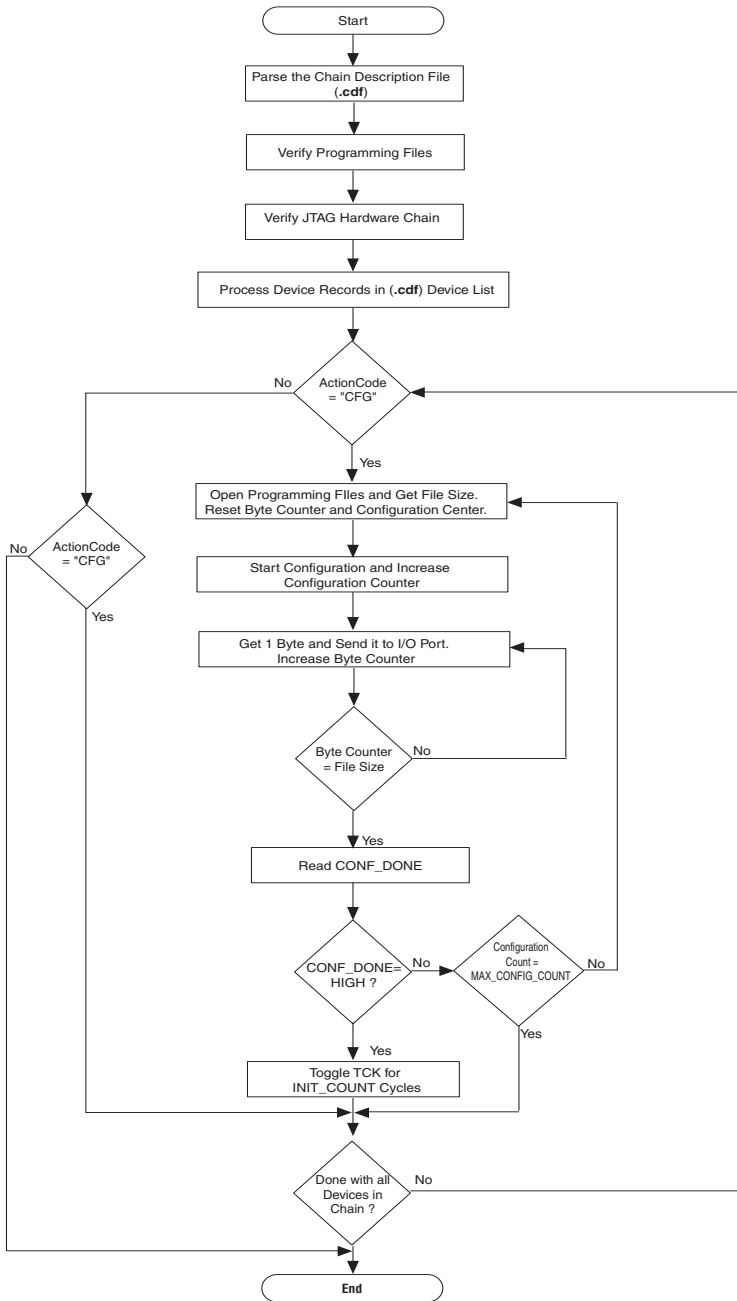 Start
Parse the Chain Description File
(.cdf)
Verify Programming Files
Verify JTAG Hardware Chain
Process Device Records in (.cdf) Device List
No
ActionCode
= "CFG"
Yes
Open Programming FIles and Get File Size.
Reset Byte Counter and Configuration Center.
No
ActionCode
= "CFG"
Yes
Start Configuration and Increase
Configuration Counter
Get 1 Byte and Send it to I/O Port.
Increase Byte Counter
Byte Counter
= File Size
No
Yes
Read CONF_DONE
CONF_DONE=
HIGH ?
No
Configuration
Count =
MAX_CONFIG_COUNT
No
Yes
Yes
Toggle TCK for
INIT_COUNT Cycles
Done with all
Devices in
Chain ?
No
Yes
End